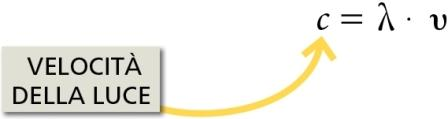 c = λ · υ
VELOCITÀ
DELLA LUCE